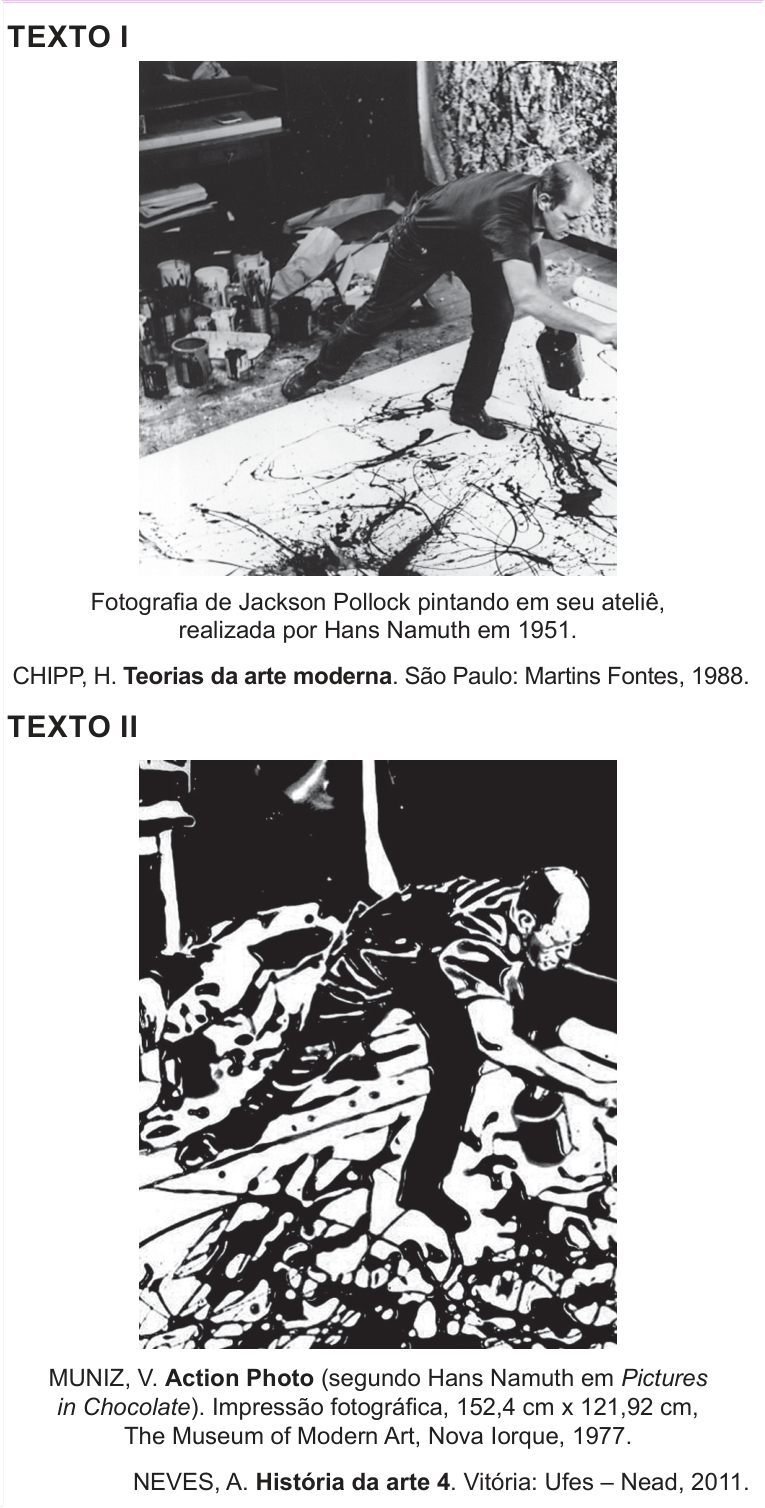 TEXTO I
Fotografia de Jackson Pollock pintando em seu ateliê,
realizada por Hans Namuth em 1951.
CHIPP, H. Teorias da arte moderna. São Paulo: Martins Fontes, 1988.
TEXTO II
MUNIZ, V. Action Photo (segundo Hans Namuth em Pictures
in Chocolate). Impressão fotográfica, 152,4 cm x 121,92 cm,
The Museum of Modern Art, Nova Iorque, 1977.
NEVES, A. História da arte 4. Vitória: Ufes – Nead, 2011.